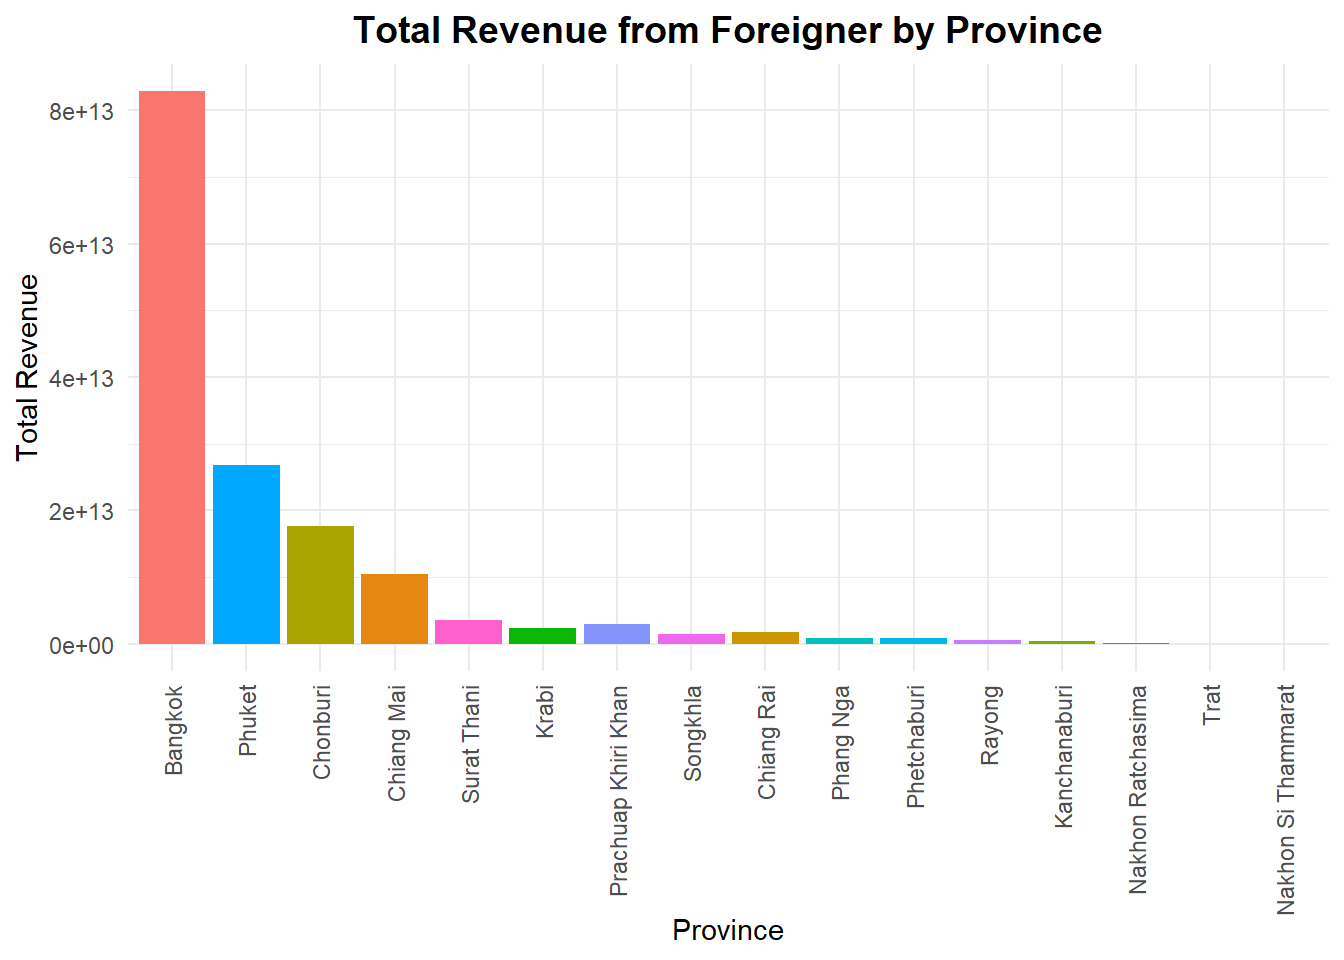 Total Revenue from Foreigner by Province
Total Revenue
8e+13
6e+13
4e+13
2e+13
0e+00
Bangkok
Phuket
Chonburi
Chiang Mai
Surat Thani
Krabi
Prachuap Khiri Khan
Songkhla
Chiang Rai
Phang Nga
Phetchaburi
Rayong
Kanchanaburi
Nakhon Ratchasima
Trat
Nakhon Si Thammarat
Province